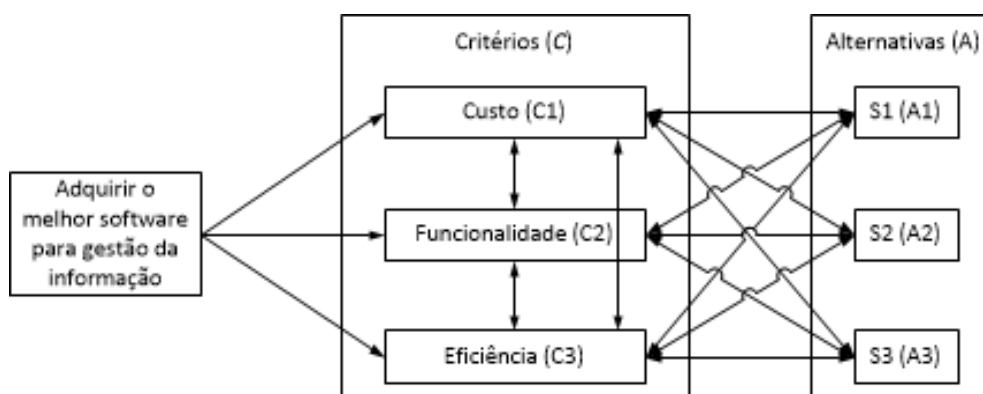 Critérios (C)
Alternativas (A)
Custo (C1)
S1 (A1)
Adquirir o
melhor software
para gestão da
informação
Funcionalidade (C2)
S2 (A2)
Eficiência (C3)
S3 (A3)